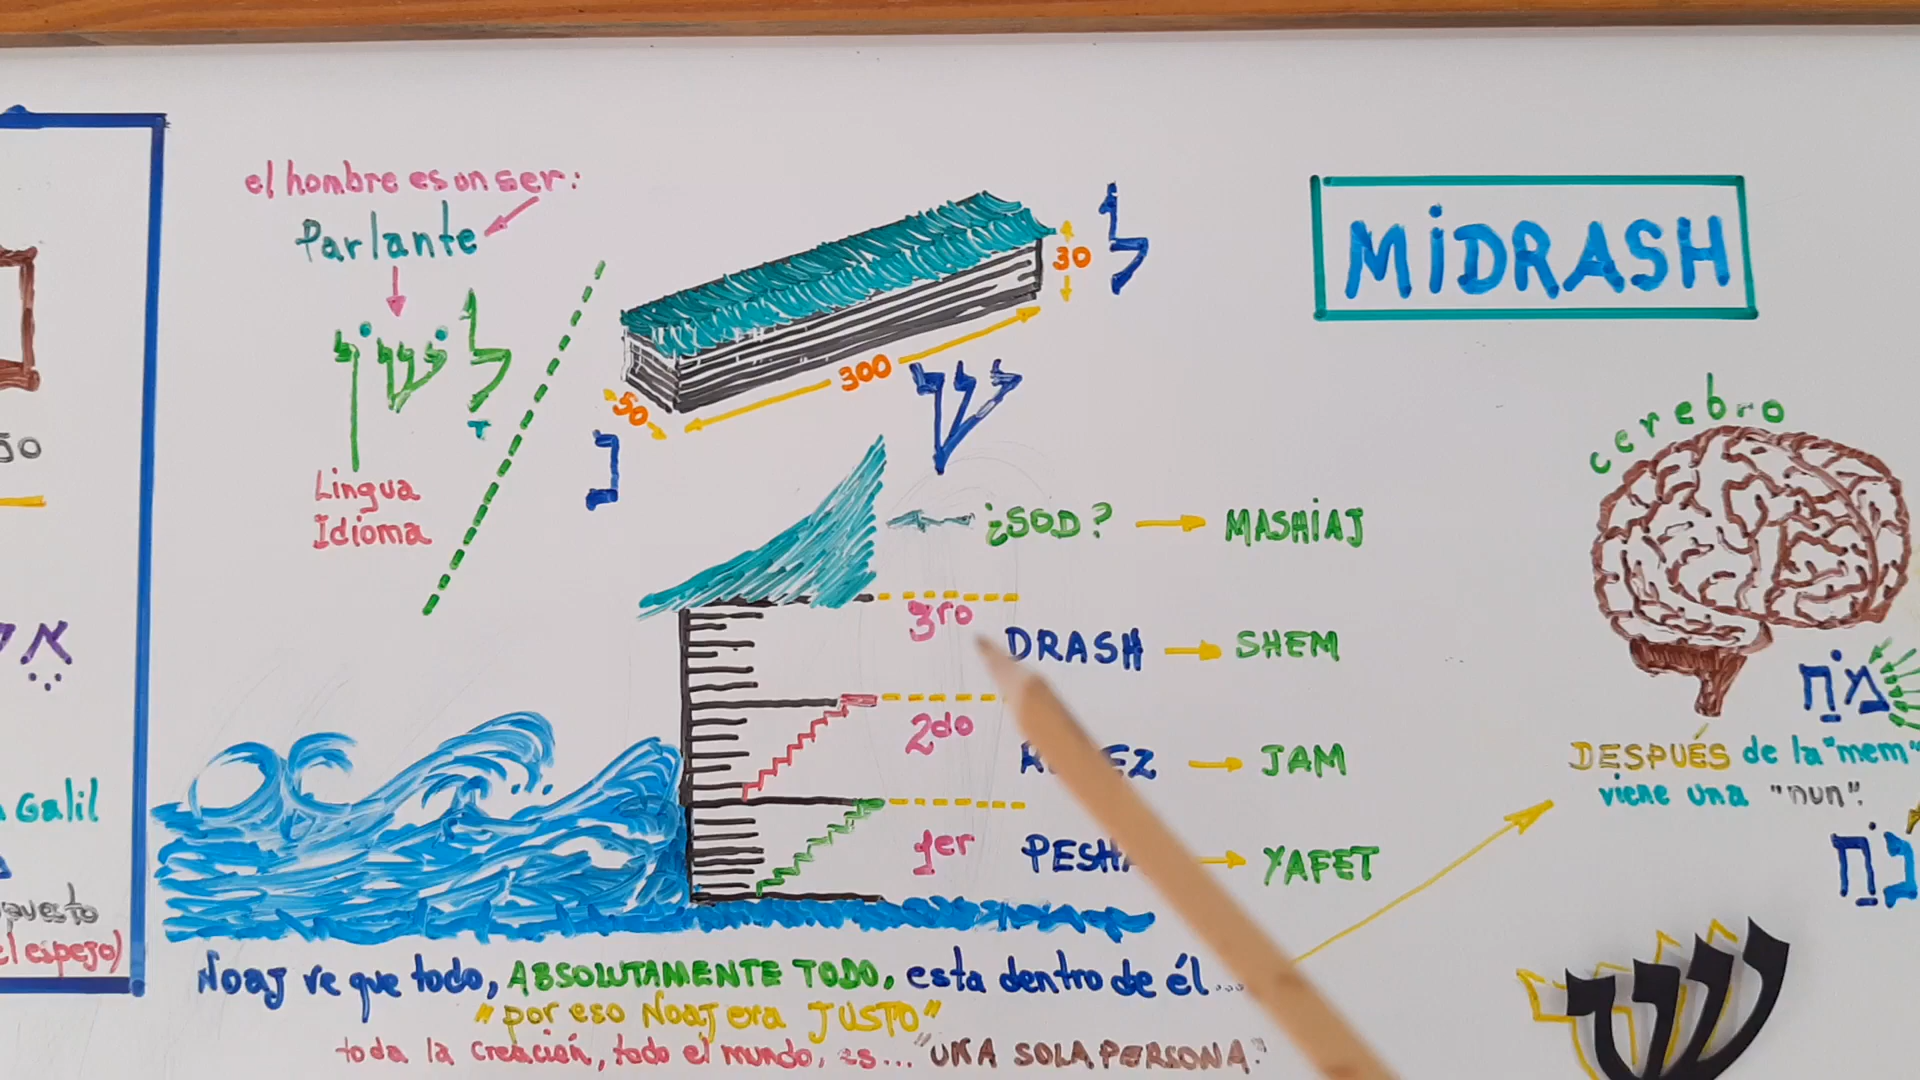 el hombre es un ser:
Parlante
לָשׁוֹן
Lingua
Idioma
30
ל
300
ש
50
נ
MiDRASH
cerebro
¿SOD? MASHiAJ
3ro DRASH SHEM
2do JAM
1er YAFET
מֹחַ
DESPUÉS de la "mem"
viene una "nun".
נֹחַ
ש
Galil
el espejo)
Noaj ve que todo, ABSOLUTAMENTE TODO, esta dentro de él...
"por eso Noaj era JUSTO"
toda la creación, todo el mundo, es... "UNA SOLA PERSONA."